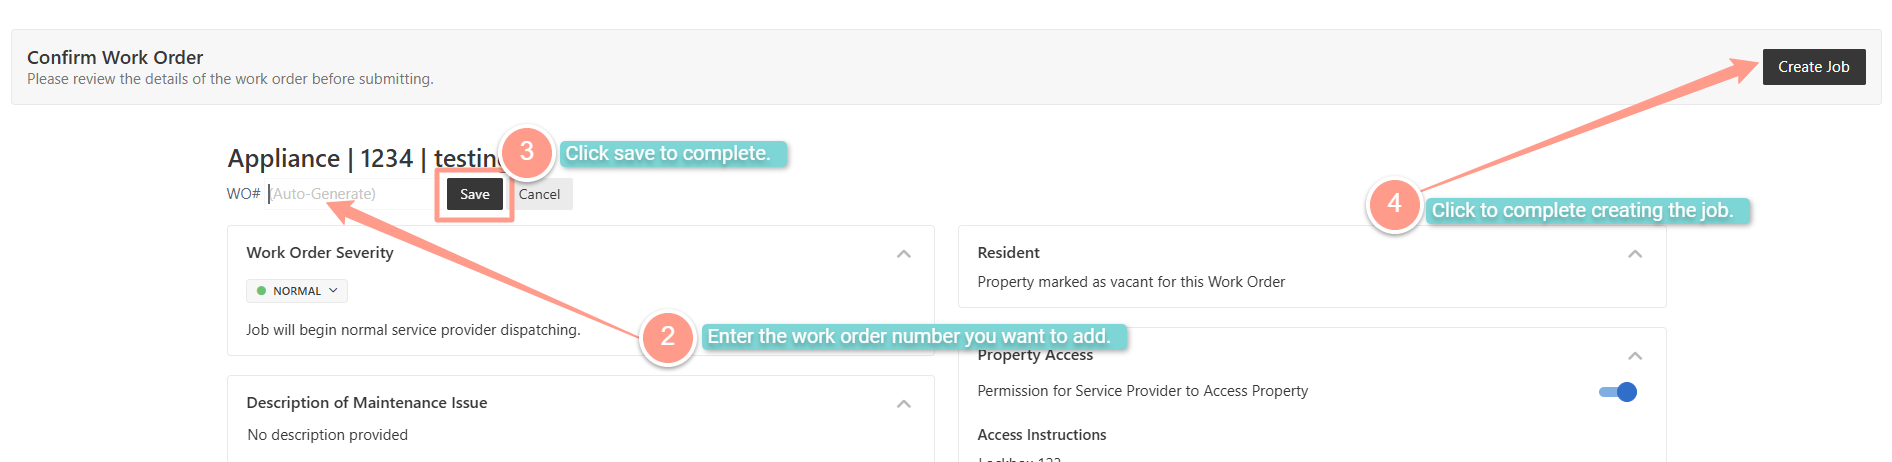 Confirm Work Order
Please review the details of the work order before submitting.
Create Job
Appliance | 1234 | testing
3
Click save to complete.
WO# (Auto-Generate)
Save
Cancel
4
Click to complete creating the job.
Work Order Severity
NORMAL
Job will begin normal service provider dispatching.
2
Enter the work order number you want to add.
Description of Maintenance Issue
No description provided
Resident
Property marked as vacant for this Work Order
Property Access
Permission for Service Provider to Access Property
Access Instructions
Lockbox 123